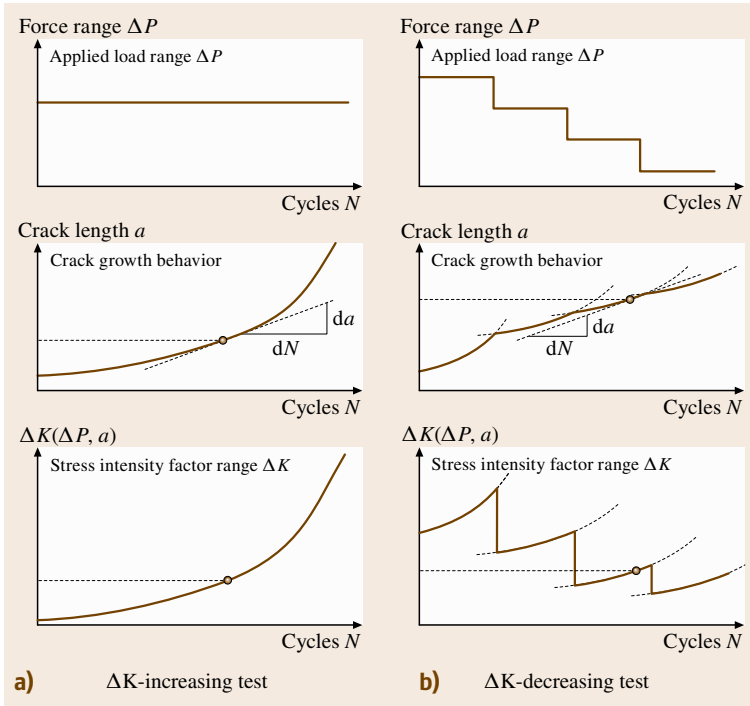 Force range ΔP
Applied load range ΔP
Cycles N
Crack length a
Crack growth behavior
da
dN
Cycles N
ΔK(ΔP, a)
Stress intensity factor range ΔK
Cycles N
a) ΔK-increasing test
Force range ΔP
Applied load range ΔP
Cycles N
Crack length a
Crack growth behavior
da
dN
Cycles N
ΔK(ΔP, a)
Stress intensity factor range ΔK
Cycles N
b) ΔK-decreasing test